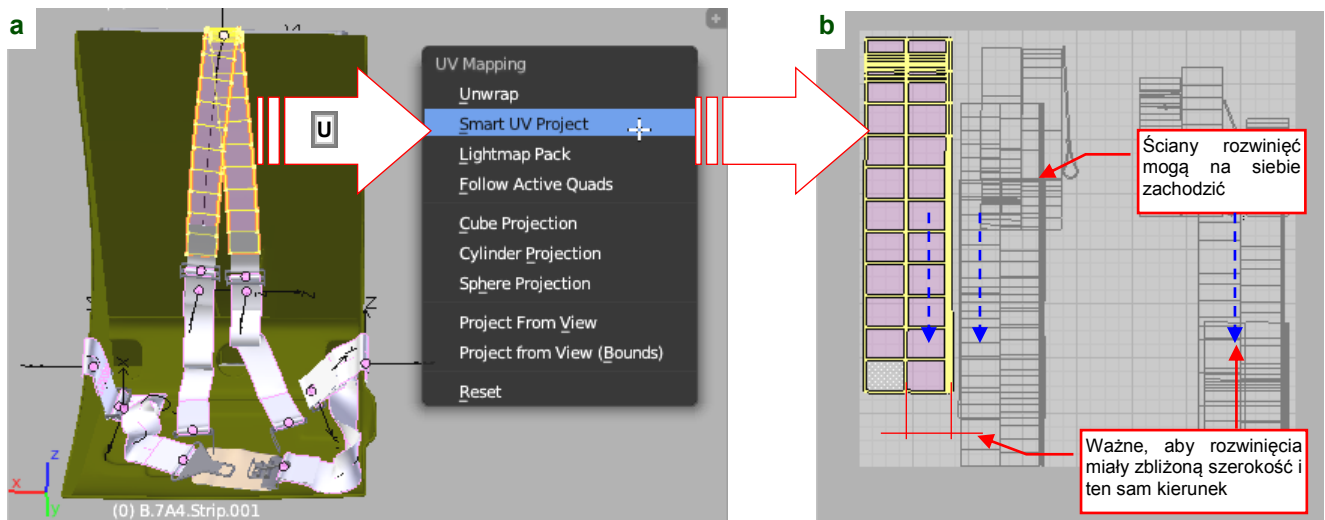 a
U
UV Mapping
Unwrap
Smart UV Project
Lightmap Pack
Follow Active Quads
Cube Projection
Cylinder Projection
Sphere Projection
Project From View
Project from View (Bounds)
Reset
x
z
y
(0) B.7A4.Strip.001
b
Ściany rozwinięć
mogą na siebie
zachodzić
Ważne, aby rozwinięcia
miały zbliżoną szerokość i
ten sam kierunek